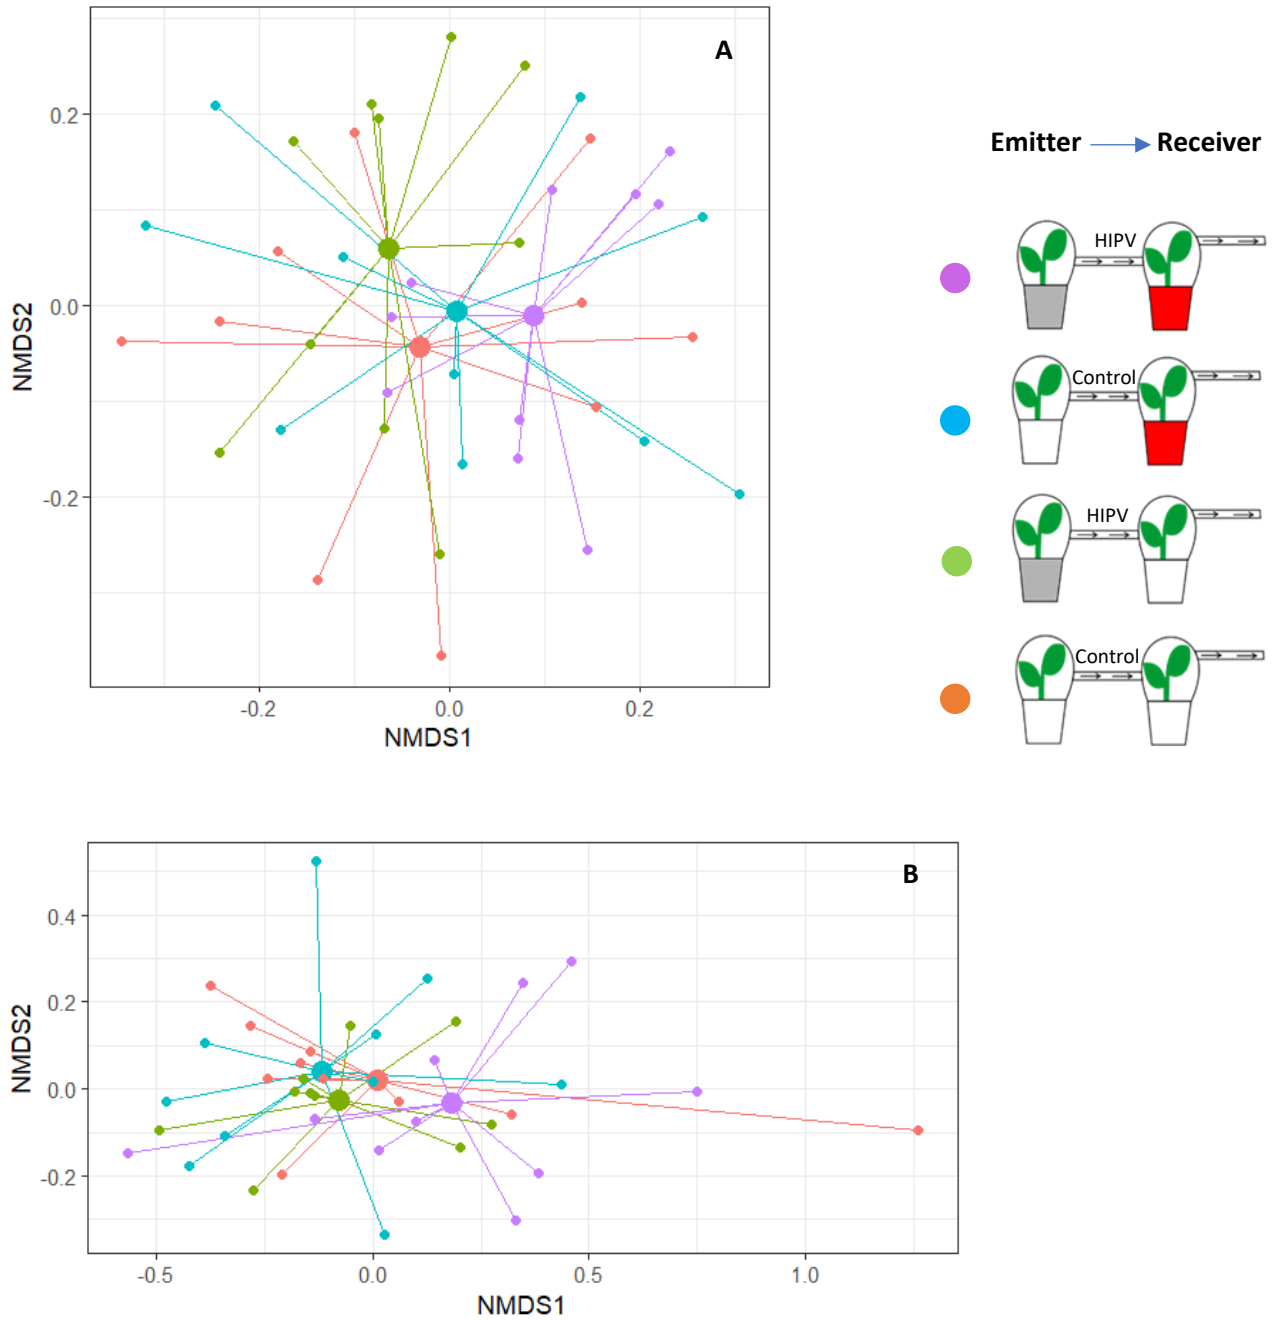 A
0.2
0.0
-0.2
NMDS2
-0.2 0.0 0.2
NMDS1
Emitter Receiver
HIPV
Control
HIPV
Control
B
0.4
0.2
0.0
-0.2
NMDS2
-0.5 0.0 0.5 1.0
NMDS1